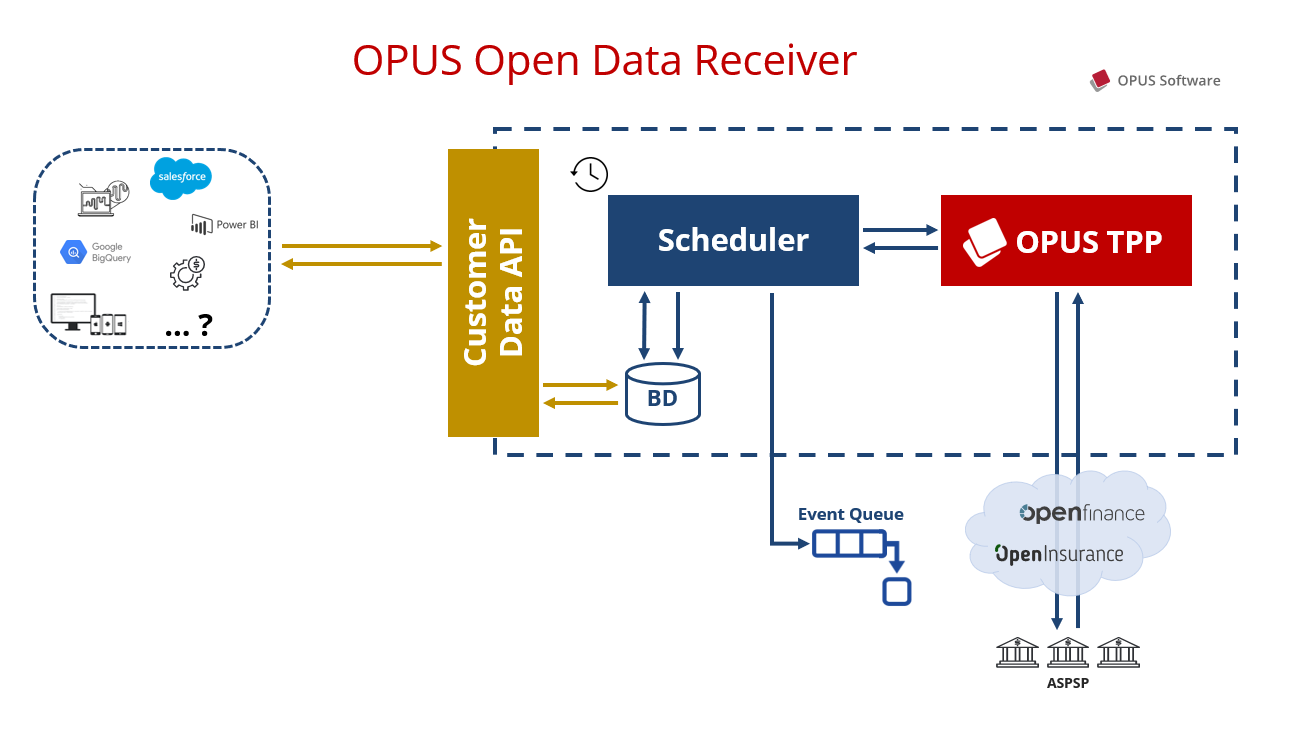 OPUS Open Data Receiver
OPUS Software
salesforce
Power BI
Google
BigQuery
... ?
Customer
Data API
Scheduler
OPUS TPP
BD
Event Queue
openfinance
OpenInsurance
ASPSP